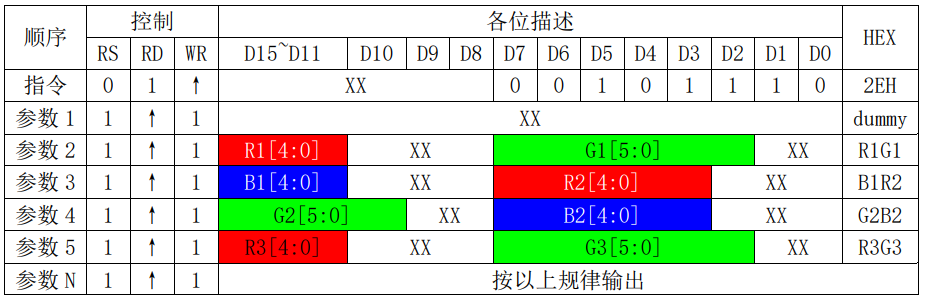 顺序 控制 各位描述 HEX
RS RD WR D15~D11 D10 D9 D8 D7 D6 D5 D4 D3 D2 D1 D0
指令 0 1 ↑ XX 0 0 1 0 1 1 1 0 2EH
参数1 1 ↑ 1 XX dummy
参数2 1 ↑ 1 R1[4:0] XX G1[5:0] XX R1G1
参数3 1 ↑ 1 B1[4:0] XX R2[4:0] XX B1R2
参数4 1 ↑ 1 G2[5:0] XX B2[4:0] XX G2B2
参数5 1 ↑ 1 R3[4:0] XX G3[5:0] XX R3G3
参数N 1 ↑ 1 按以上规律输出